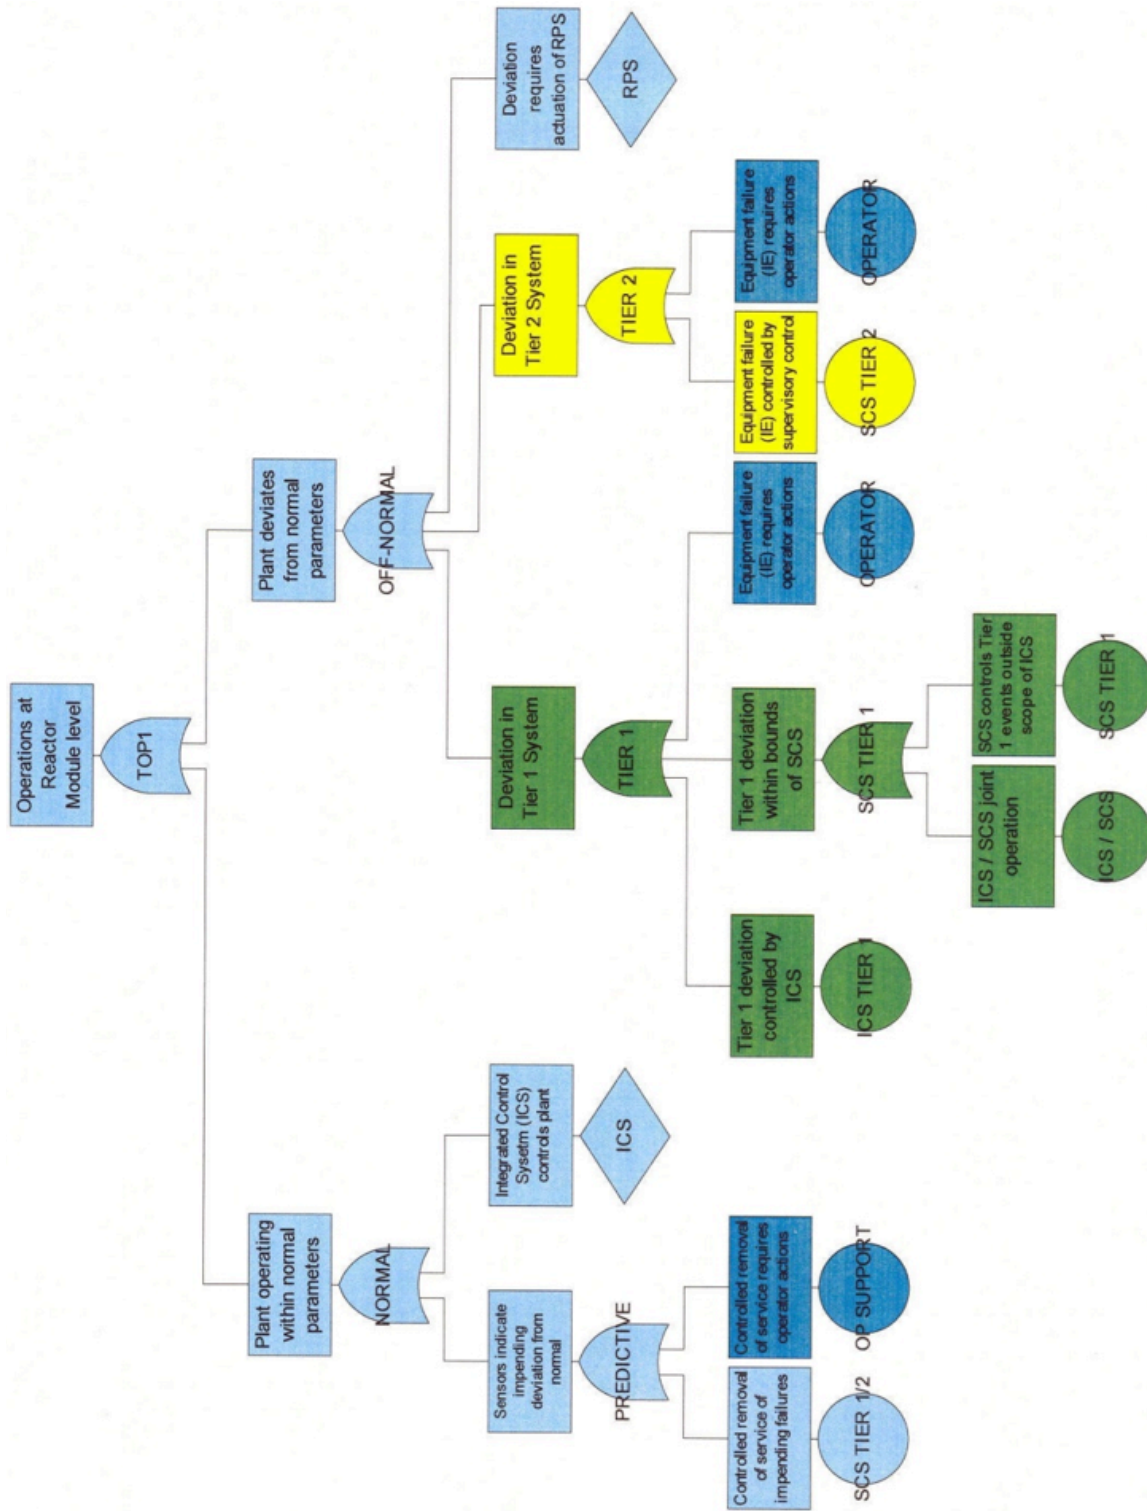 Operations at
Reactor
Module level
TOP1
Plant operating
within normal
parameters
NORMAL
Plant deviates
from normal
parameters
OFF-NORMAL
Sensors indicate
impending
deviation from
normal
PREDICTIVE
Integrated Control
Sysetm (ICS)
controls plant
ICS
Deviation in
Tier 1 System
TIER 1
Deviation in
Tier 2 System
TIER 2
Deviation
requires
actuation of RPS
RPS
Controlled removal
of service of
impending failures
SCS TIER 1/2
Controlled removal
of service requires
operator actions
OP SUPPORT
Tier 1 deviation
controlled by
ICS
ICS TIER 1
Tier 1 deviation
within bounds
of SCS
SCS TIER 1
Equipment failure
(IE) requires
operator actions
OPERATOR
Equipment failure
(IE) controlled by
supervisory control
SCS TIER 2
Equipment failure
(IE) requires
operator actions
OPERATOR
ICS / SCS joint
operation
ICS / SCS
SCS controls Tier
1 events outside
scope of ICS
SCS TIER 1